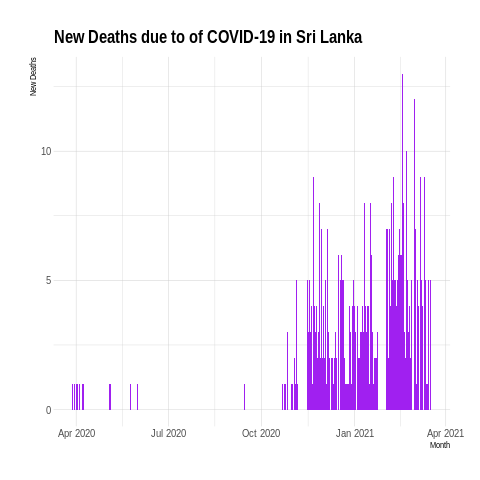 New Deaths due to of COVID-19 in Sri Lanka
New Deaths
10
5
0
Apr 2020 Jul 2020 Oct 2020 Jan 2021 Apr 2021
Month